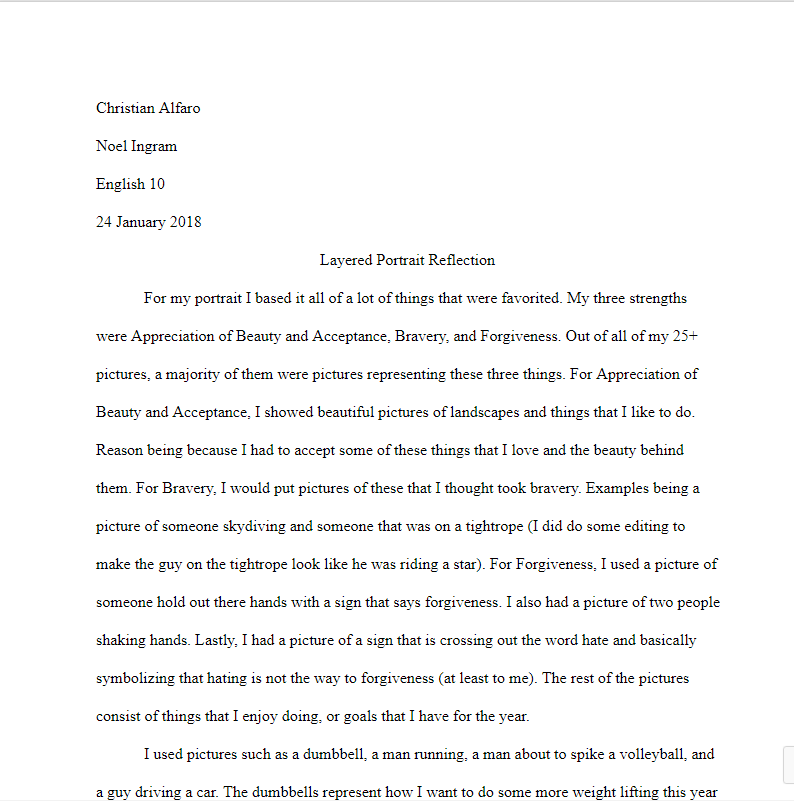 Christian Alfaro
Noel Ingram
English 10
24 January 2018
Layered Portrait Reflection
For my portrait I based it all of a lot of things that were favorited. My three strengths
were Appreciation of Beauty and Acceptance, Bravery, and Forgiveness. Out of all of my 25+
pictures, a majority of them were pictures representing these three things. For Appreciation of
Beauty and Acceptance, I showed beautiful pictures of landscapes and things that I like to do.
Reason being because I had to accept some of these things that I love and the beauty behind
them. For Bravery, I would put pictures of these that I thought took bravery. Examples being a
picture of someone skydiving and someone that was on a tightrope (I did do some editing to
make the guy on the tightrope look like he was riding a star). For Forgiveness, I used a picture of
someone hold out there hands with a sign that says forgiveness. I also had a picture of two people
shaking hands. Lastly, I had a picture of a sign that is crossing out the word hate and basically
symbolizing that hating is not the way to forgiveness (at least to me). The rest of the pictures
consist of things that I enjoy doing, or goals that I have for the year.
I used pictures such as a dumbbell, a man running, a man about to spike a volleyball, and
a guy driving a car. The dumbbells represent how I want to do some more weight lifting this year